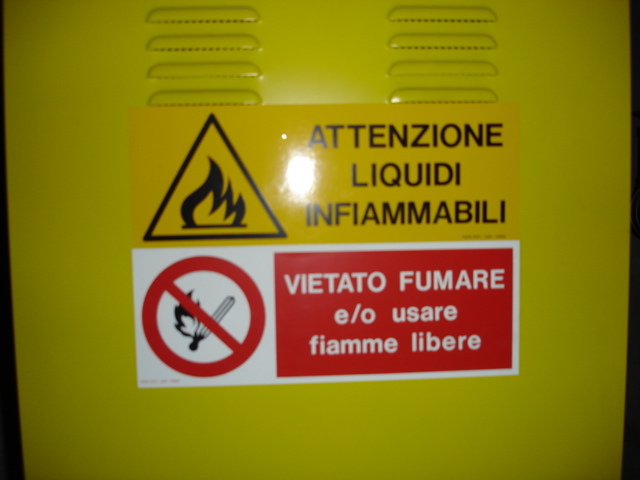 ATTENZIONE
LIQUIDI
INFIAMMABILI
VIETATO FUMARE
e/o usare
fiamme libere